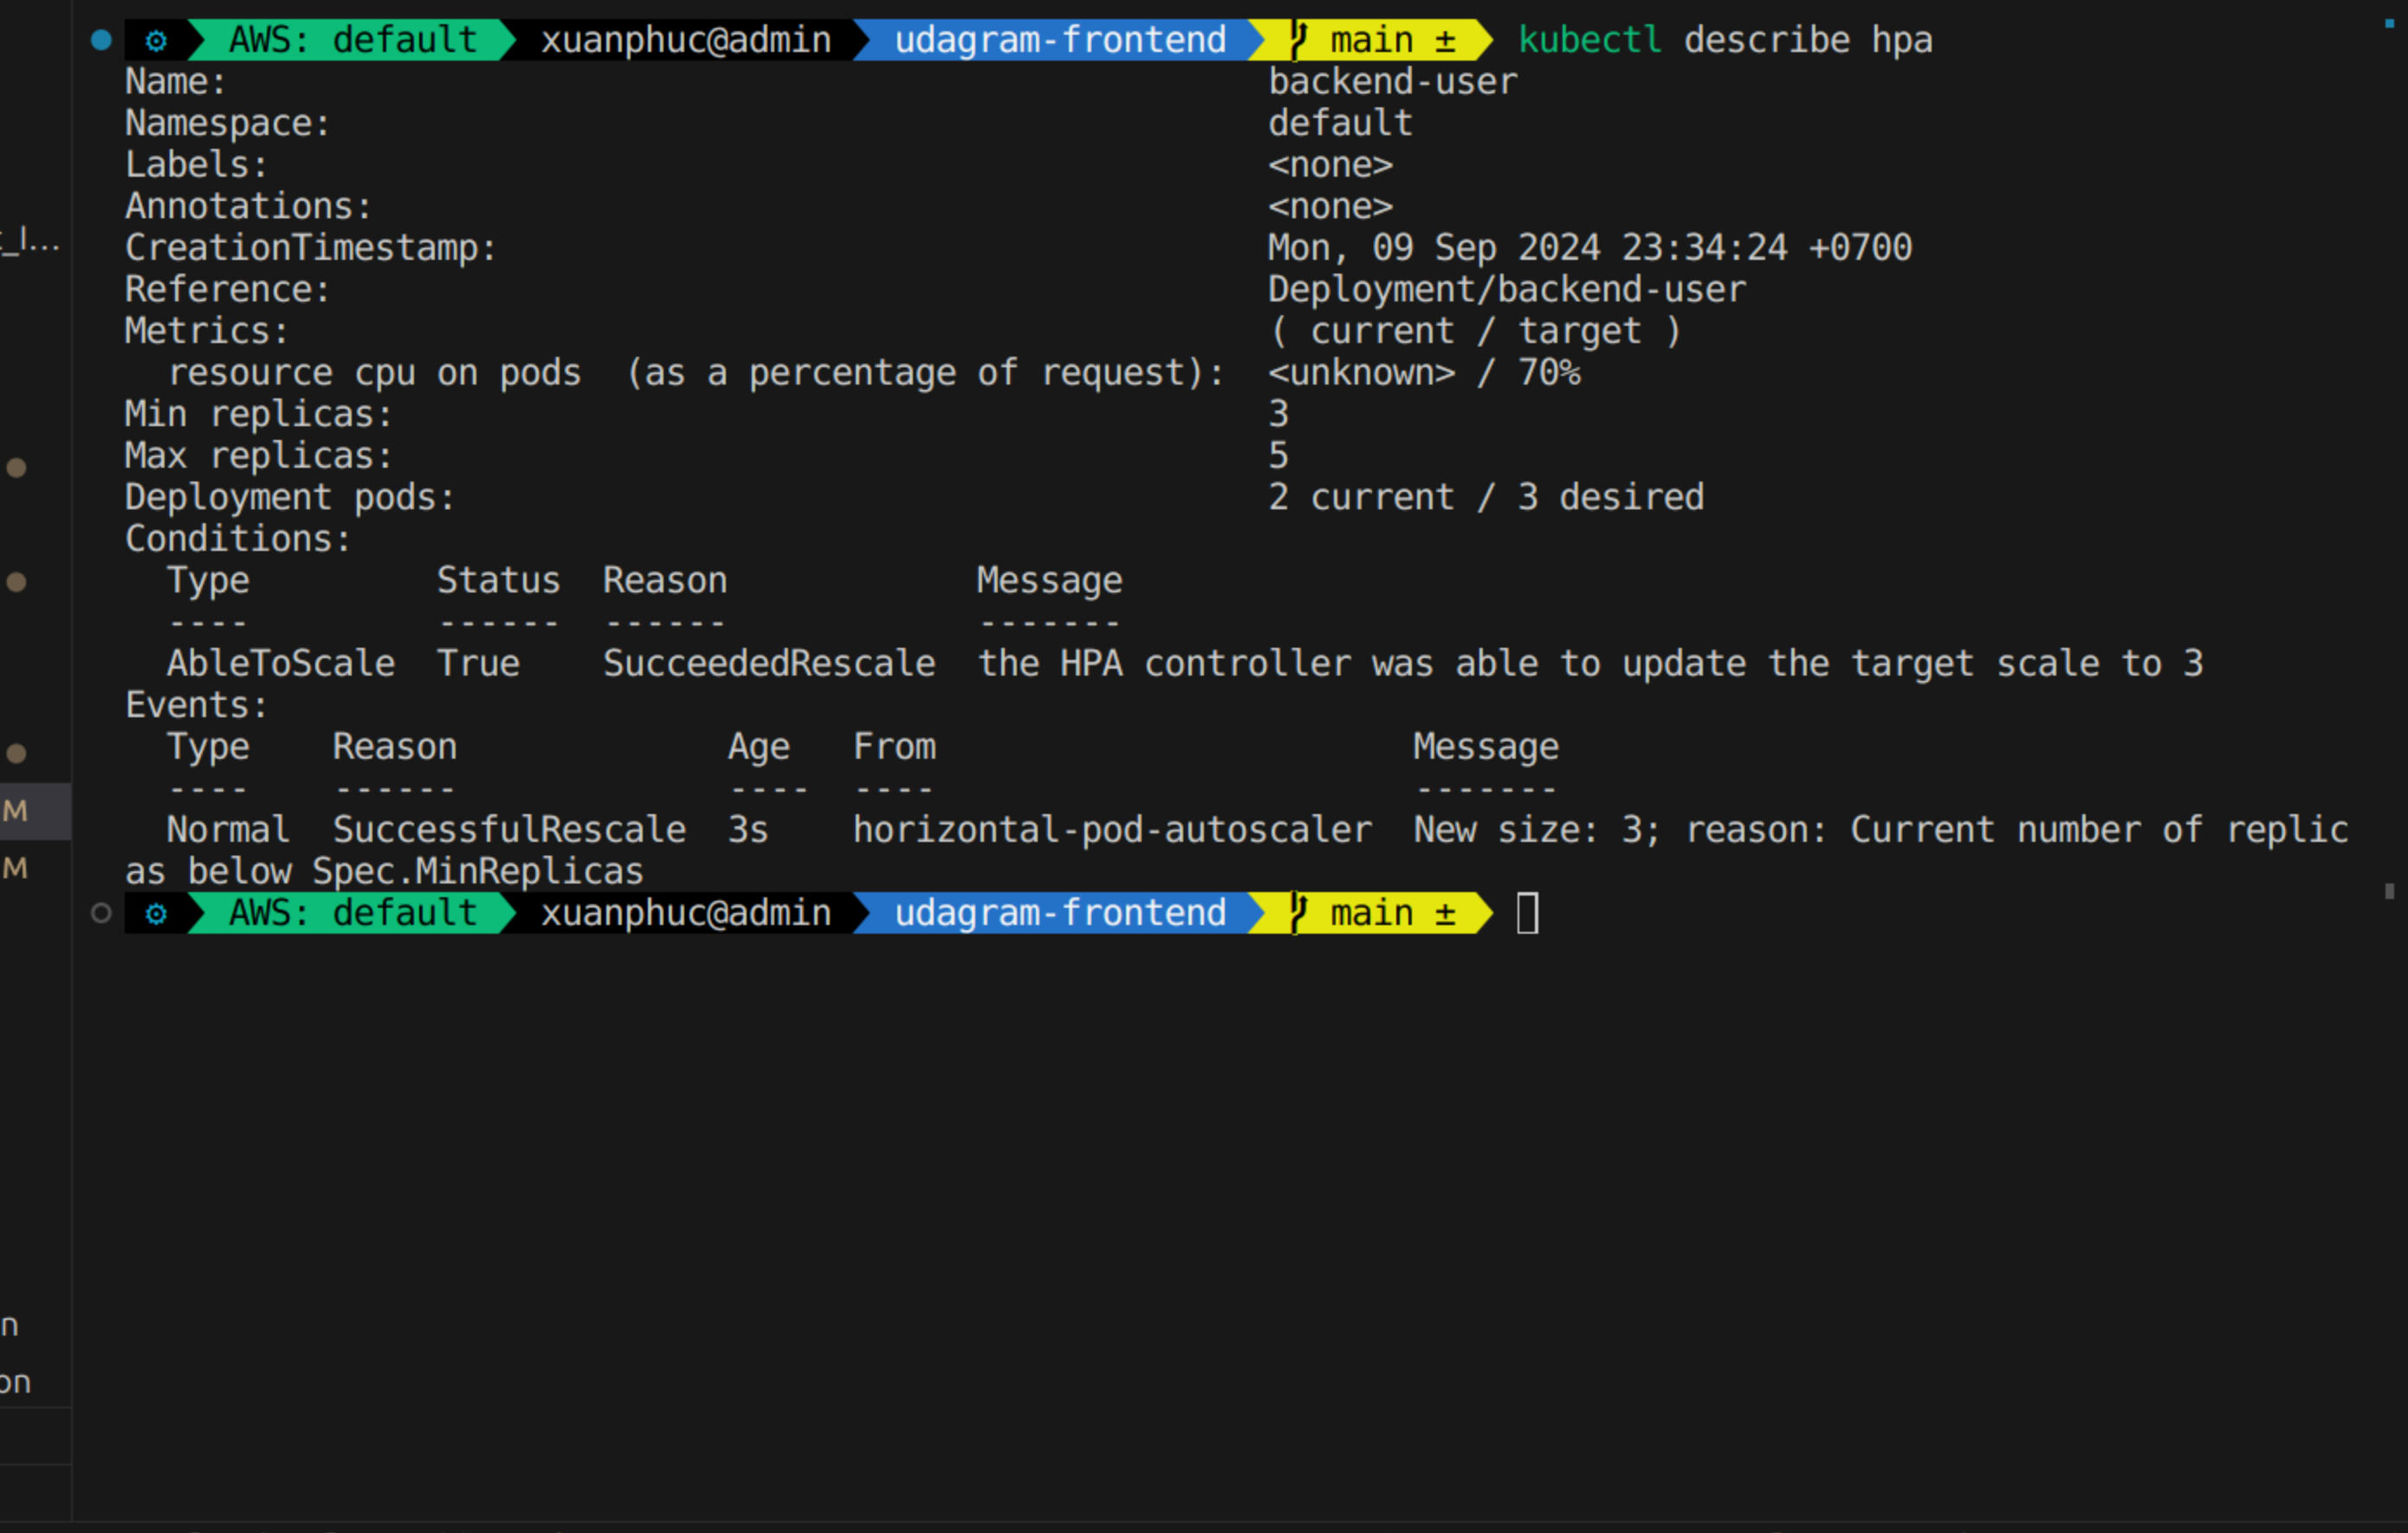 ⚙ AWS: default xuanphuc@admin udagram-frontend main ± kubectl describe hpa
Name: backend-user
Namespace: default
Labels: <none>
Annotations: <none>
t_l...
CreationTimestamp: Mon, 09 Sep 2024 23:34:24 +0700
Reference: Deployment/backend-user
Metrics: ( current / target )
resource cpu on pods (as a percentage of request): <unknown> / 70%
Min replicas: 3
Max replicas: 5
Deployment pods: 2 current / 3 desired
Conditions:
Type Status Reason Message
---- ------ ------ -------
AbleToScale True SucceededRescale the HPA controller was able to update the target scale to 3
Events:
Type Reason Age From Message
---- ------ ---- ---- -------
M
Normal SuccessfulRescale 3s horizontal-pod-autoscaler New size: 3; reason: Current number of replic
M
as below Spec.MinReplicas
⚙ AWS: default xuanphuc@admin udagram-frontend main ±
n
on